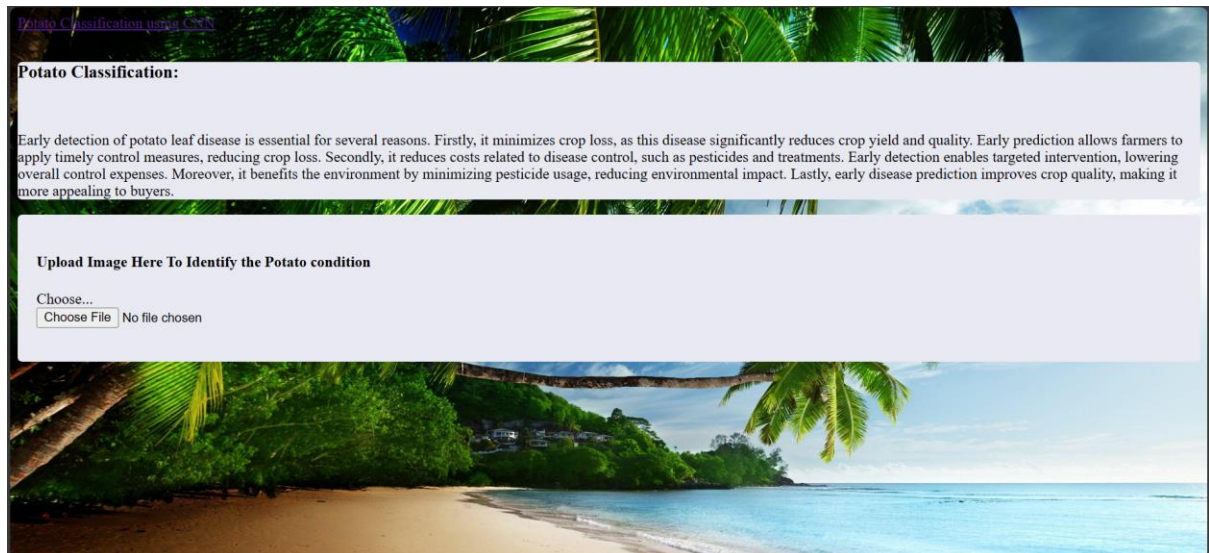 Potato Classification using CNN
Potato Classification:
Early detection of potato leaf disease is essential for several reasons. Firstly, it minimizes crop loss, as this disease significantly reduces crop yield and quality. Early prediction allows farmers to
apply timely control measures, reducing crop loss. Secondly, it reduces costs related to disease control, such as pesticides and treatments. Early detection enables targeted intervention, lowering
overall control expenses. Moreover, it benefits the environment by minimizing pesticide usage, reducing environmental impact. Lastly, early disease prediction improves crop quality, making it
more appealing to buyers.
Upload Image Here To Identify the Potato condition
Choose...
Choose File No file chosen